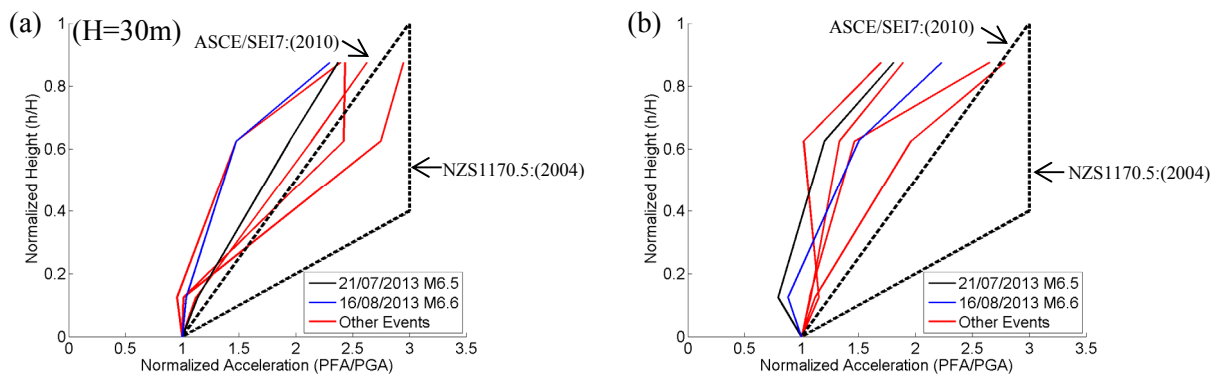 (a)
(H=30m)
ASCE/SEI7:(2010)
NZS1170.5:(2004)
Normalized Height (h/H)
1
0.8
0.6
0.4
0.2
0
21/07/2013 M6.5
16/08/2013 M6.6
Other Events
0 0.5 1 1.5 2 2.5 3 3.5
Normalized Acceleration (PFA/PGA)
(b)
ASCE/SEI7:(2010)
NZS1170.5:(2004)
Normalized Height (h/H)
1
0.8
0.6
0.4
0.2
0
21/07/2013 M6.5
16/08/2013 M6.6
Other Events
0 0.5 1 1.5 2 2.5 3 3.5
Normalized Acceleration (PFA/PGA)